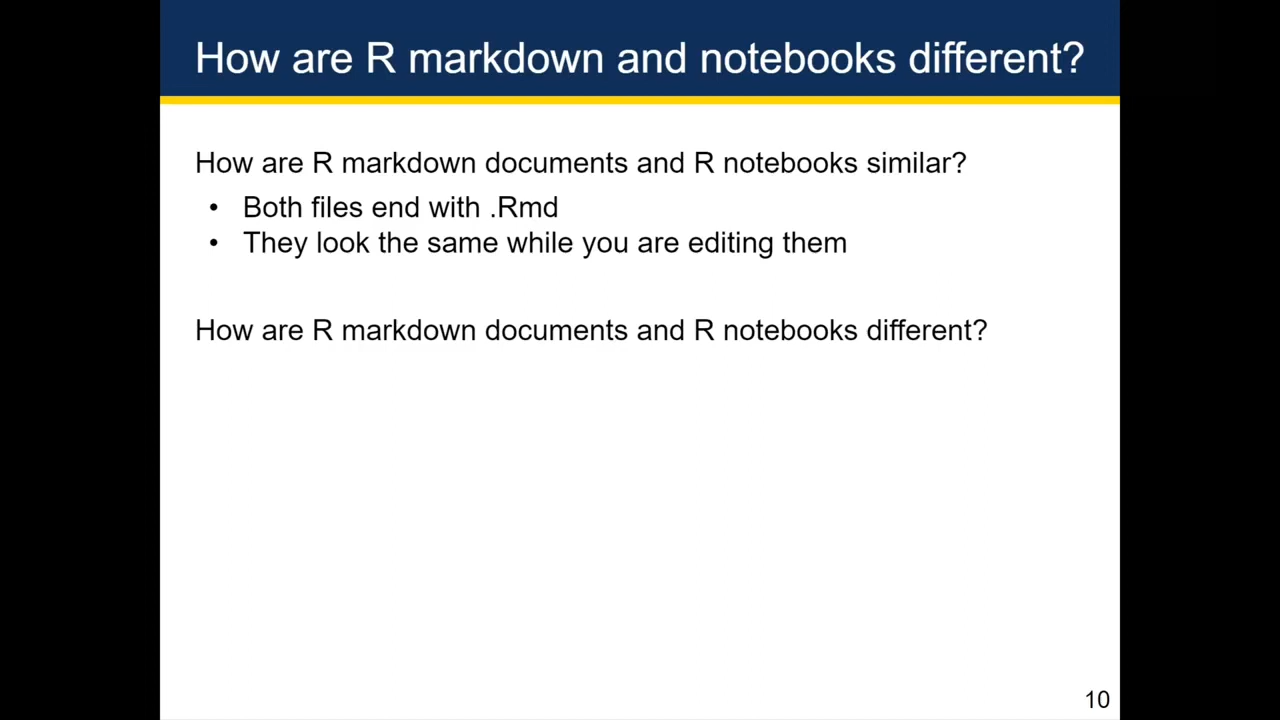 How are R markdown and notebooks different?
How are R markdown documents and R notebooks similar?
• Both files end with .Rmd
• They look the same while you are editing them
How are R markdown documents and R notebooks different?
10